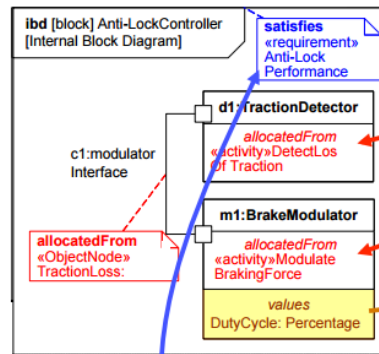 ibd [block] Anti-LockController
[Internal Block Diagram]
satisfies
«requirement»
Anti-Lock
Performance
d1:TractionDetector
allocatedFrom
«activity»DetectLos
Of Traction
c1:modulator
Interface
m1:BrakeModulator
allocatedFrom
«activity»Modulate
BrakingForce
allocatedFrom
«ObjectNode»
TractionLoss:
values
DutyCycle: Percentage